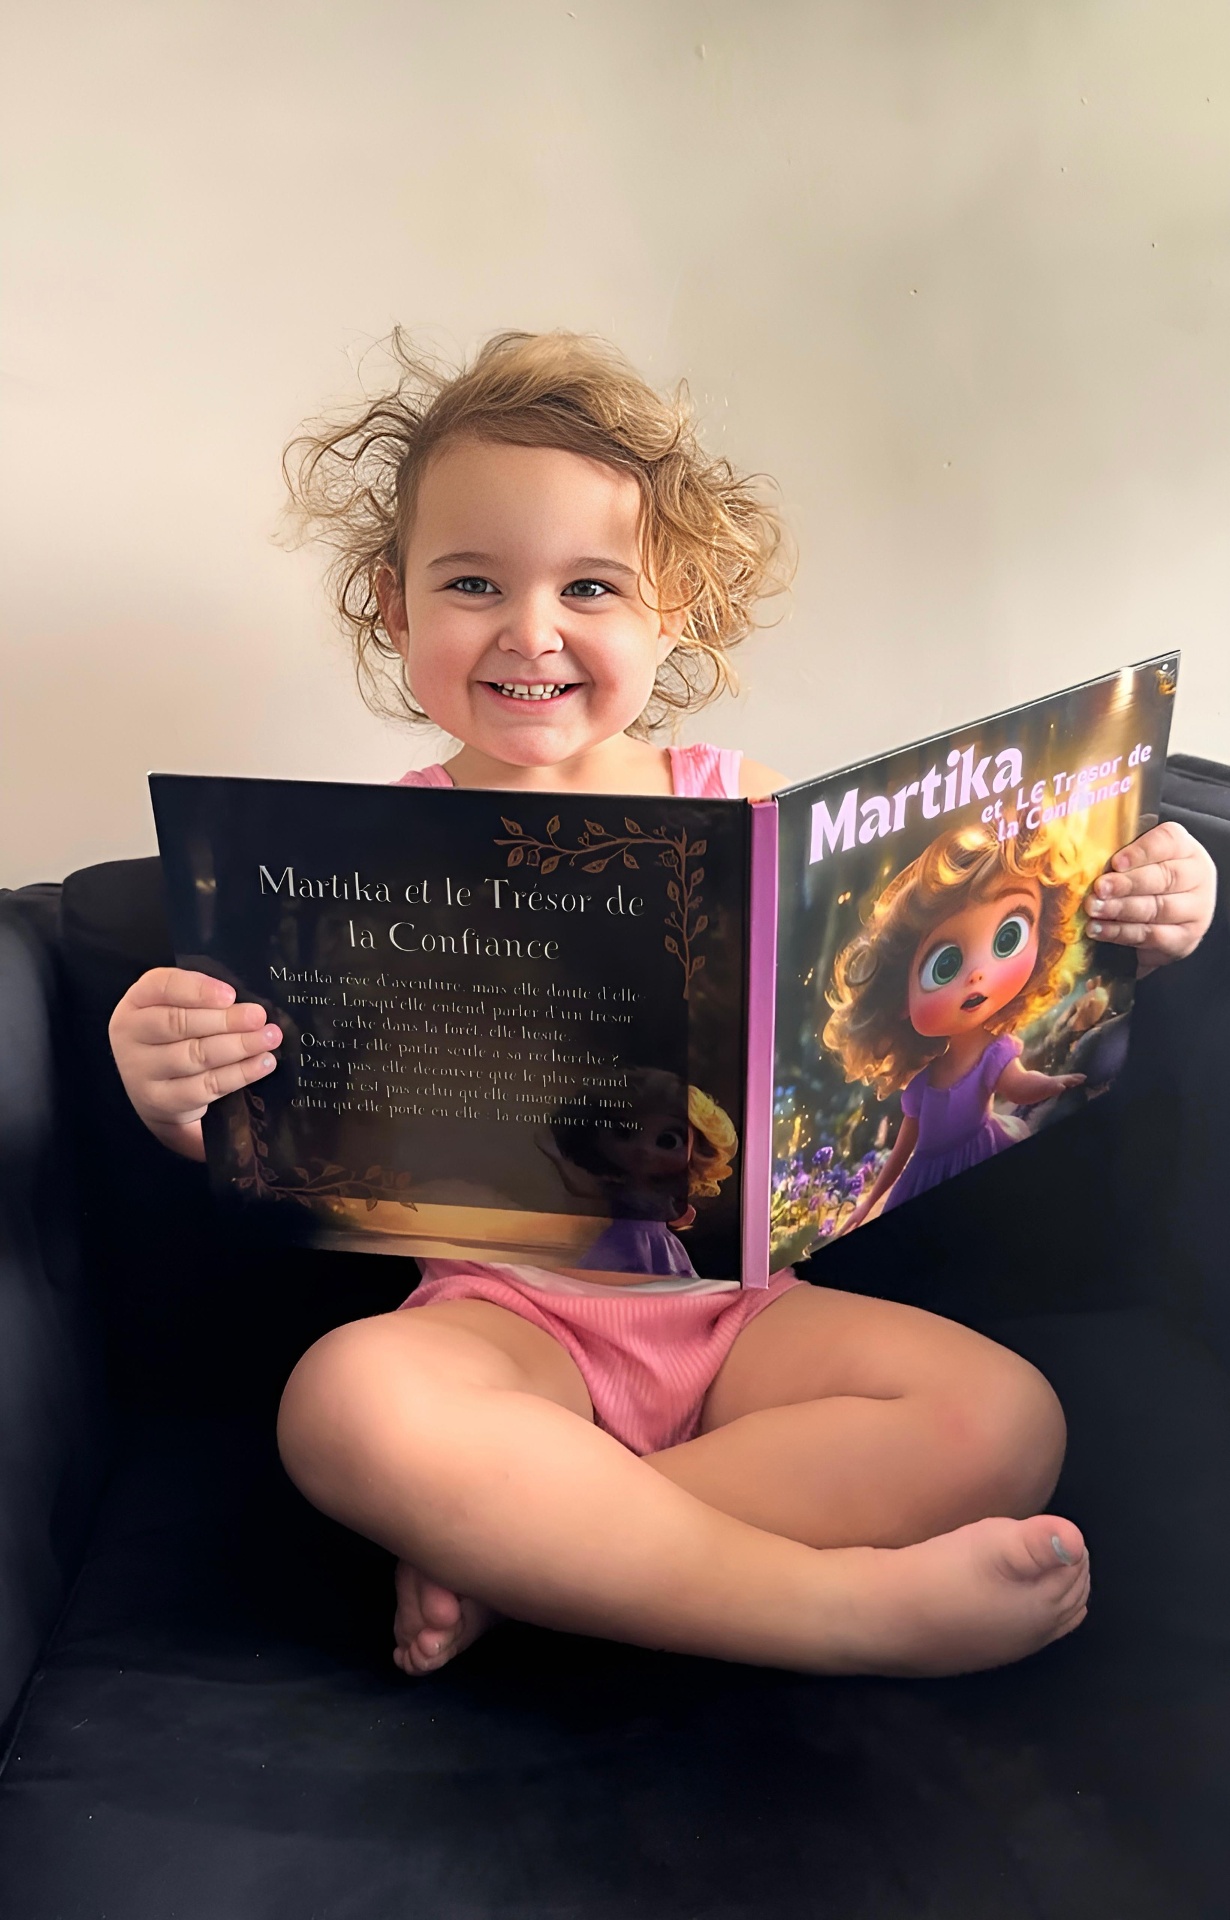 Martika et le Trésor de
la Confiance
Martika rêve d'aventure, mais elle doute d'elle-
même. Lorsqu'elle entend parler d'un trésor
caché dans la forêt, elle hésite.
Osera-t-elle partir seule à sa recherche ?
Pas à pas, elle découvre que le plus grand
trésor n'est pas celui qu'elle imaginait, mais
celui qu'elle porte en elle : la confiance en soi.
Martika
et LE Tresor de
la Confiance